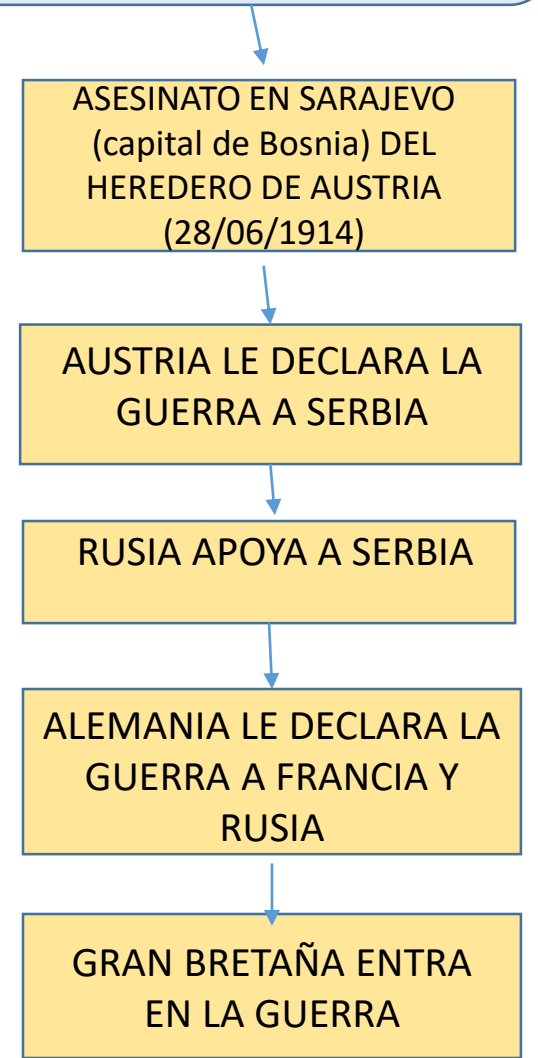 ASESINATO EN SARAJEVO
(capital de Bosnia) DEL
HEREDERO DE AUSTRIA
(28/06/1914)
AUSTRIA LE DECLARA LA
GUERRA A SERBIA
RUSIA APOYA A SERBIA
ALEMANIA LE DECLARA LA
GUERRA A FRANCIA Y
RUSIA
GRAN BRETAÑA ENTRA
EN LA GUERRA